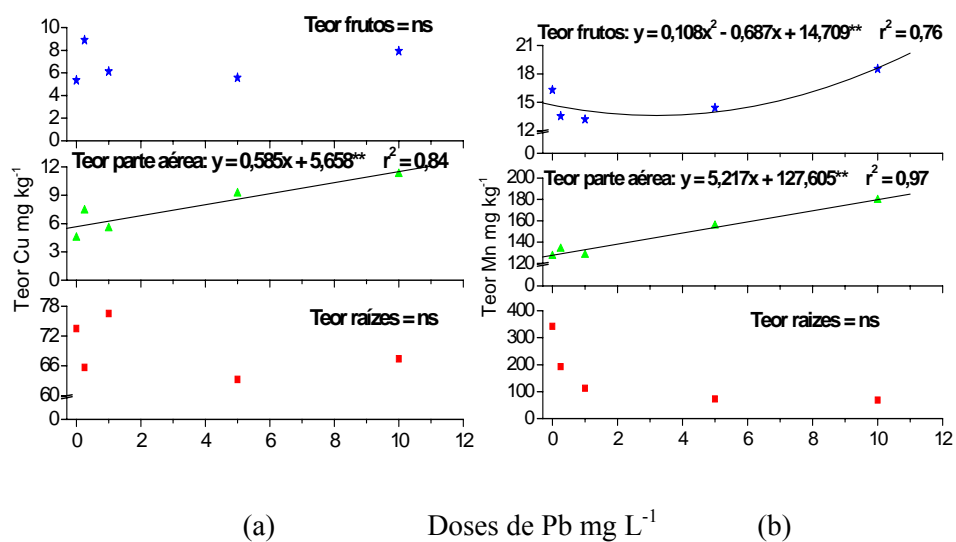 Teor frutos = ns
10
8
6
4
2
0
Teor parte aérea: y = 0,585x + 5,658** r² = 0,84
12
9
6
3
0
Teor Cu mg kg⁻¹
Teor raízes = ns
78
72
66
60
0
0 2 4 6 8 10 12
Teor frutos: y = 0,108x² - 0,687x + 14,709** r² = 0,76
21
18
15
12
0
Teor parte aérea: y = 5,217x + 127,605** r² = 0,97
200
180
160
140
120
0
Teor Mn mg kg⁻¹
Teor raizes = ns
400
300
200
100
0
0 2 4 6 8 10 12
(a) Doses de Pb mg L⁻¹ (b)